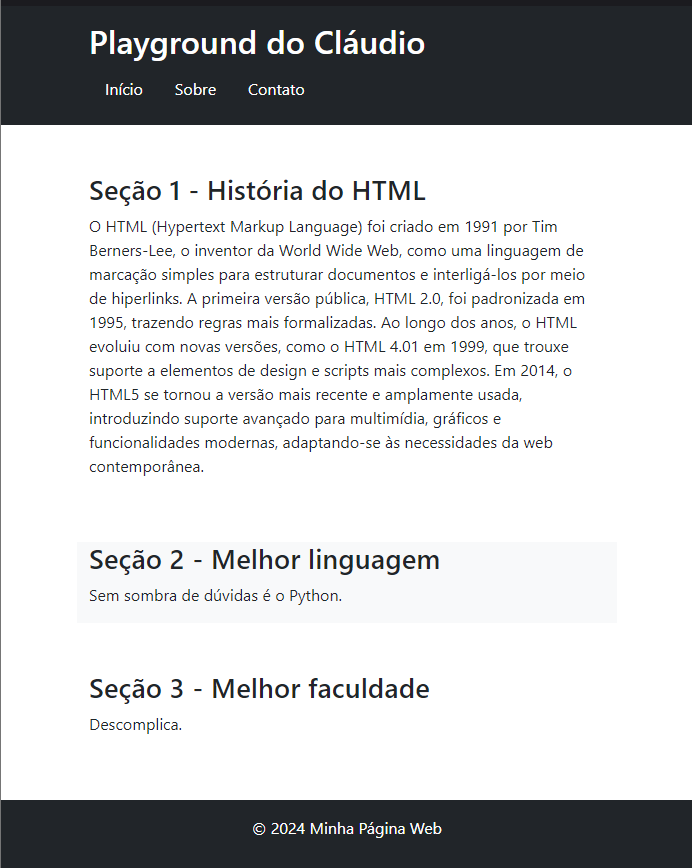 Playground do Cláudio
Início Sobre Contato
Seção 1 - História do HTML
O HTML (Hypertext Markup Language) foi criado em 1991 por Tim
Berners-Lee, o inventor da World Wide Web, como uma linguagem de
marcação simples para estruturar documentos e interligá-los por meio
de hiperlinks. A primeira versão pública, HTML 2.0, foi padronizada em
1995, trazendo regras mais formalizadas. Ao longo dos anos, o HTML
evoluiu com novas versões, como o HTML 4.01 em 1999, que trouxe
suporte a elementos de design e scripts mais complexos. Em 2014, o
HTML5 se tornou a versão mais recente e amplamente usada,
introduzindo suporte avançado para multimídia, gráficos e
funcionalidades modernas, adaptando-se às necessidades da web
contemporânea.
Seção 2 - Melhor linguagem
Sem sombra de dúvidas é o Python.
Seção 3 - Melhor faculdade
Descomplica.
© 2024 Minha Página Web